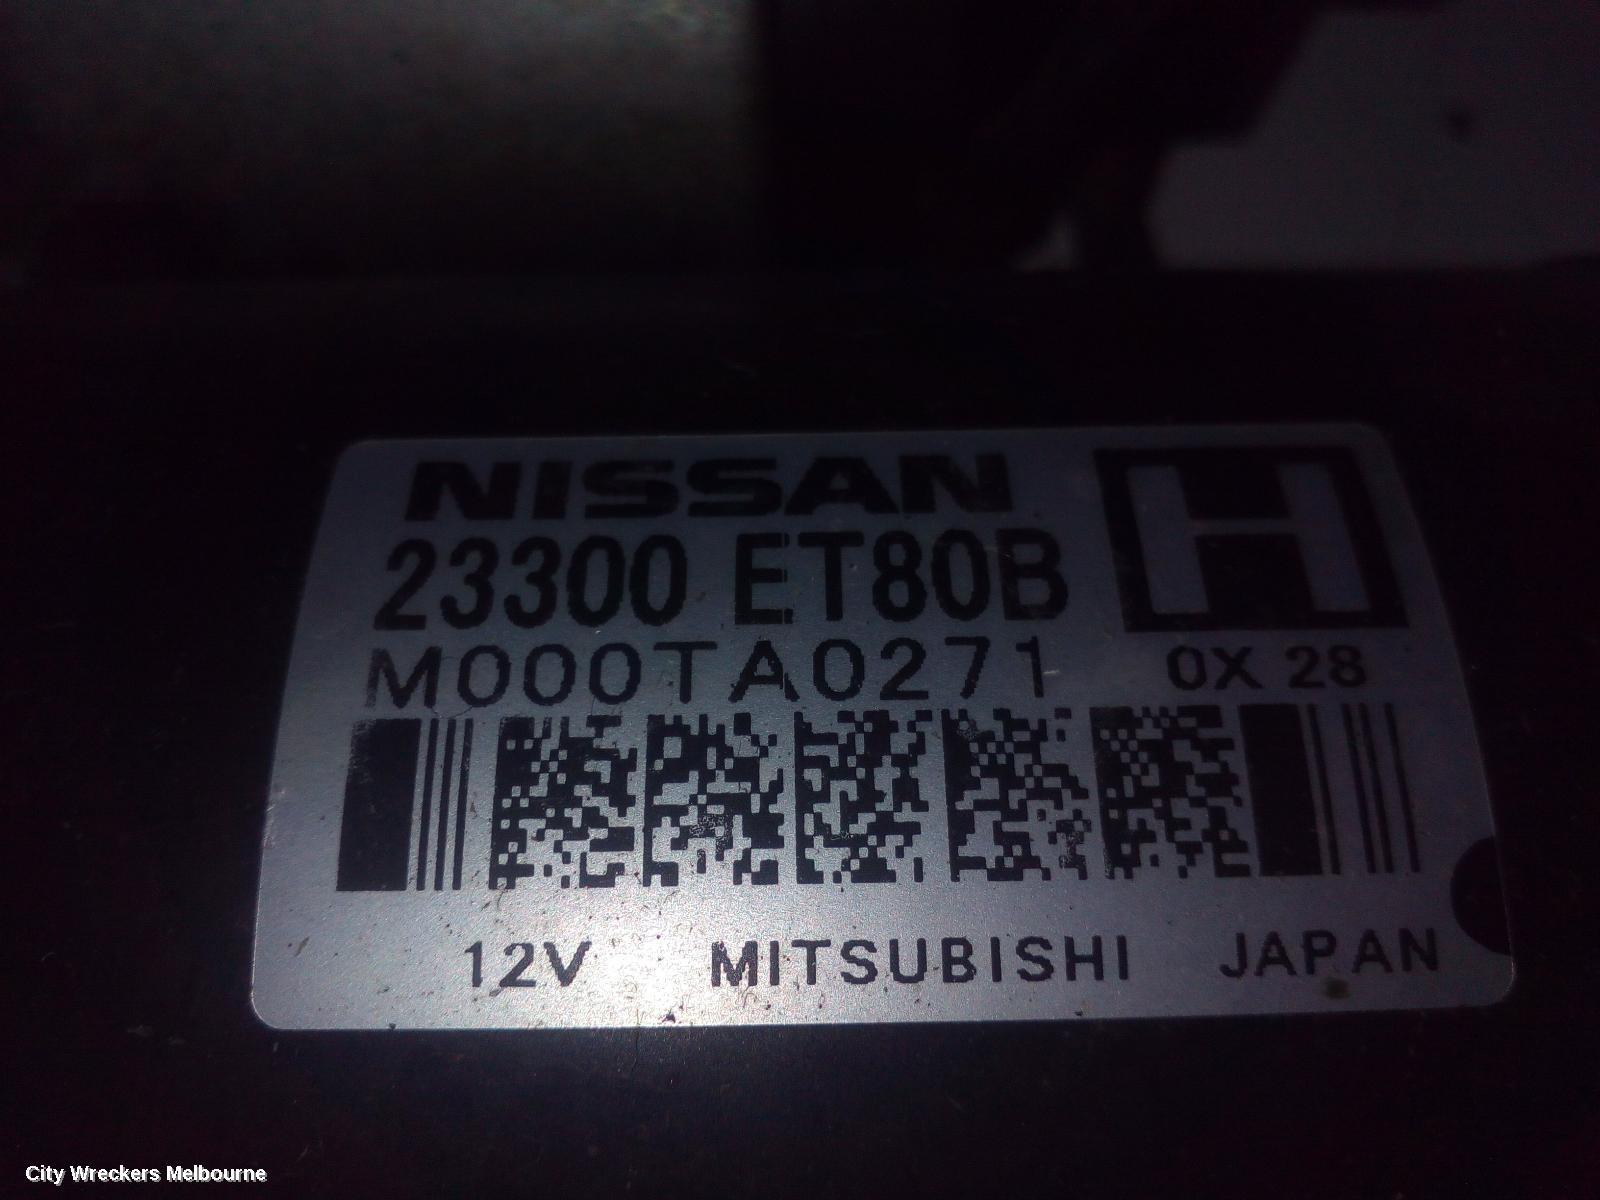 NISSAN H
23300 ET80B
M000TA0271 0X 28
12V MITSUBISHI JAPAN
City Wreckers Melbourne